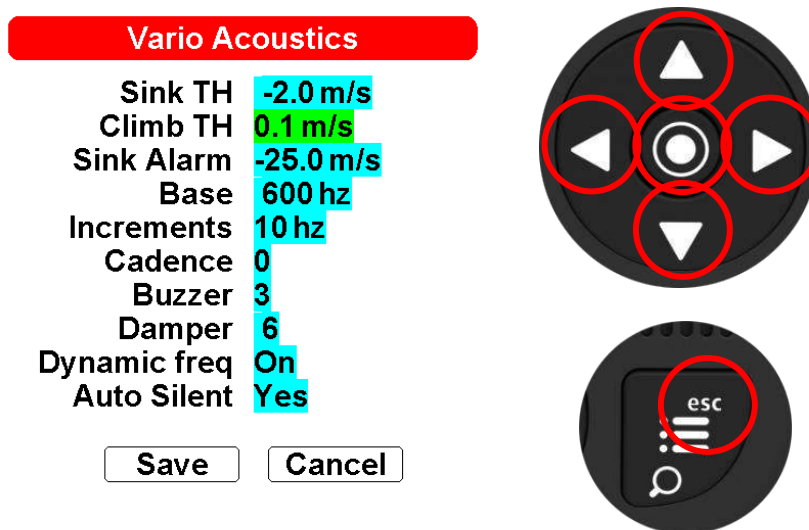 Vario Acoustics
Sink TH -2.0 m/s
Climb TH 0.1 m/s
Sink Alarm -25.0 m/s
Base 600 hz
Increments 10 hz
Cadence 0
Buzzer 3
Damper 6
Dynamic freq On
Auto Silent Yes
Save Cancel
esc